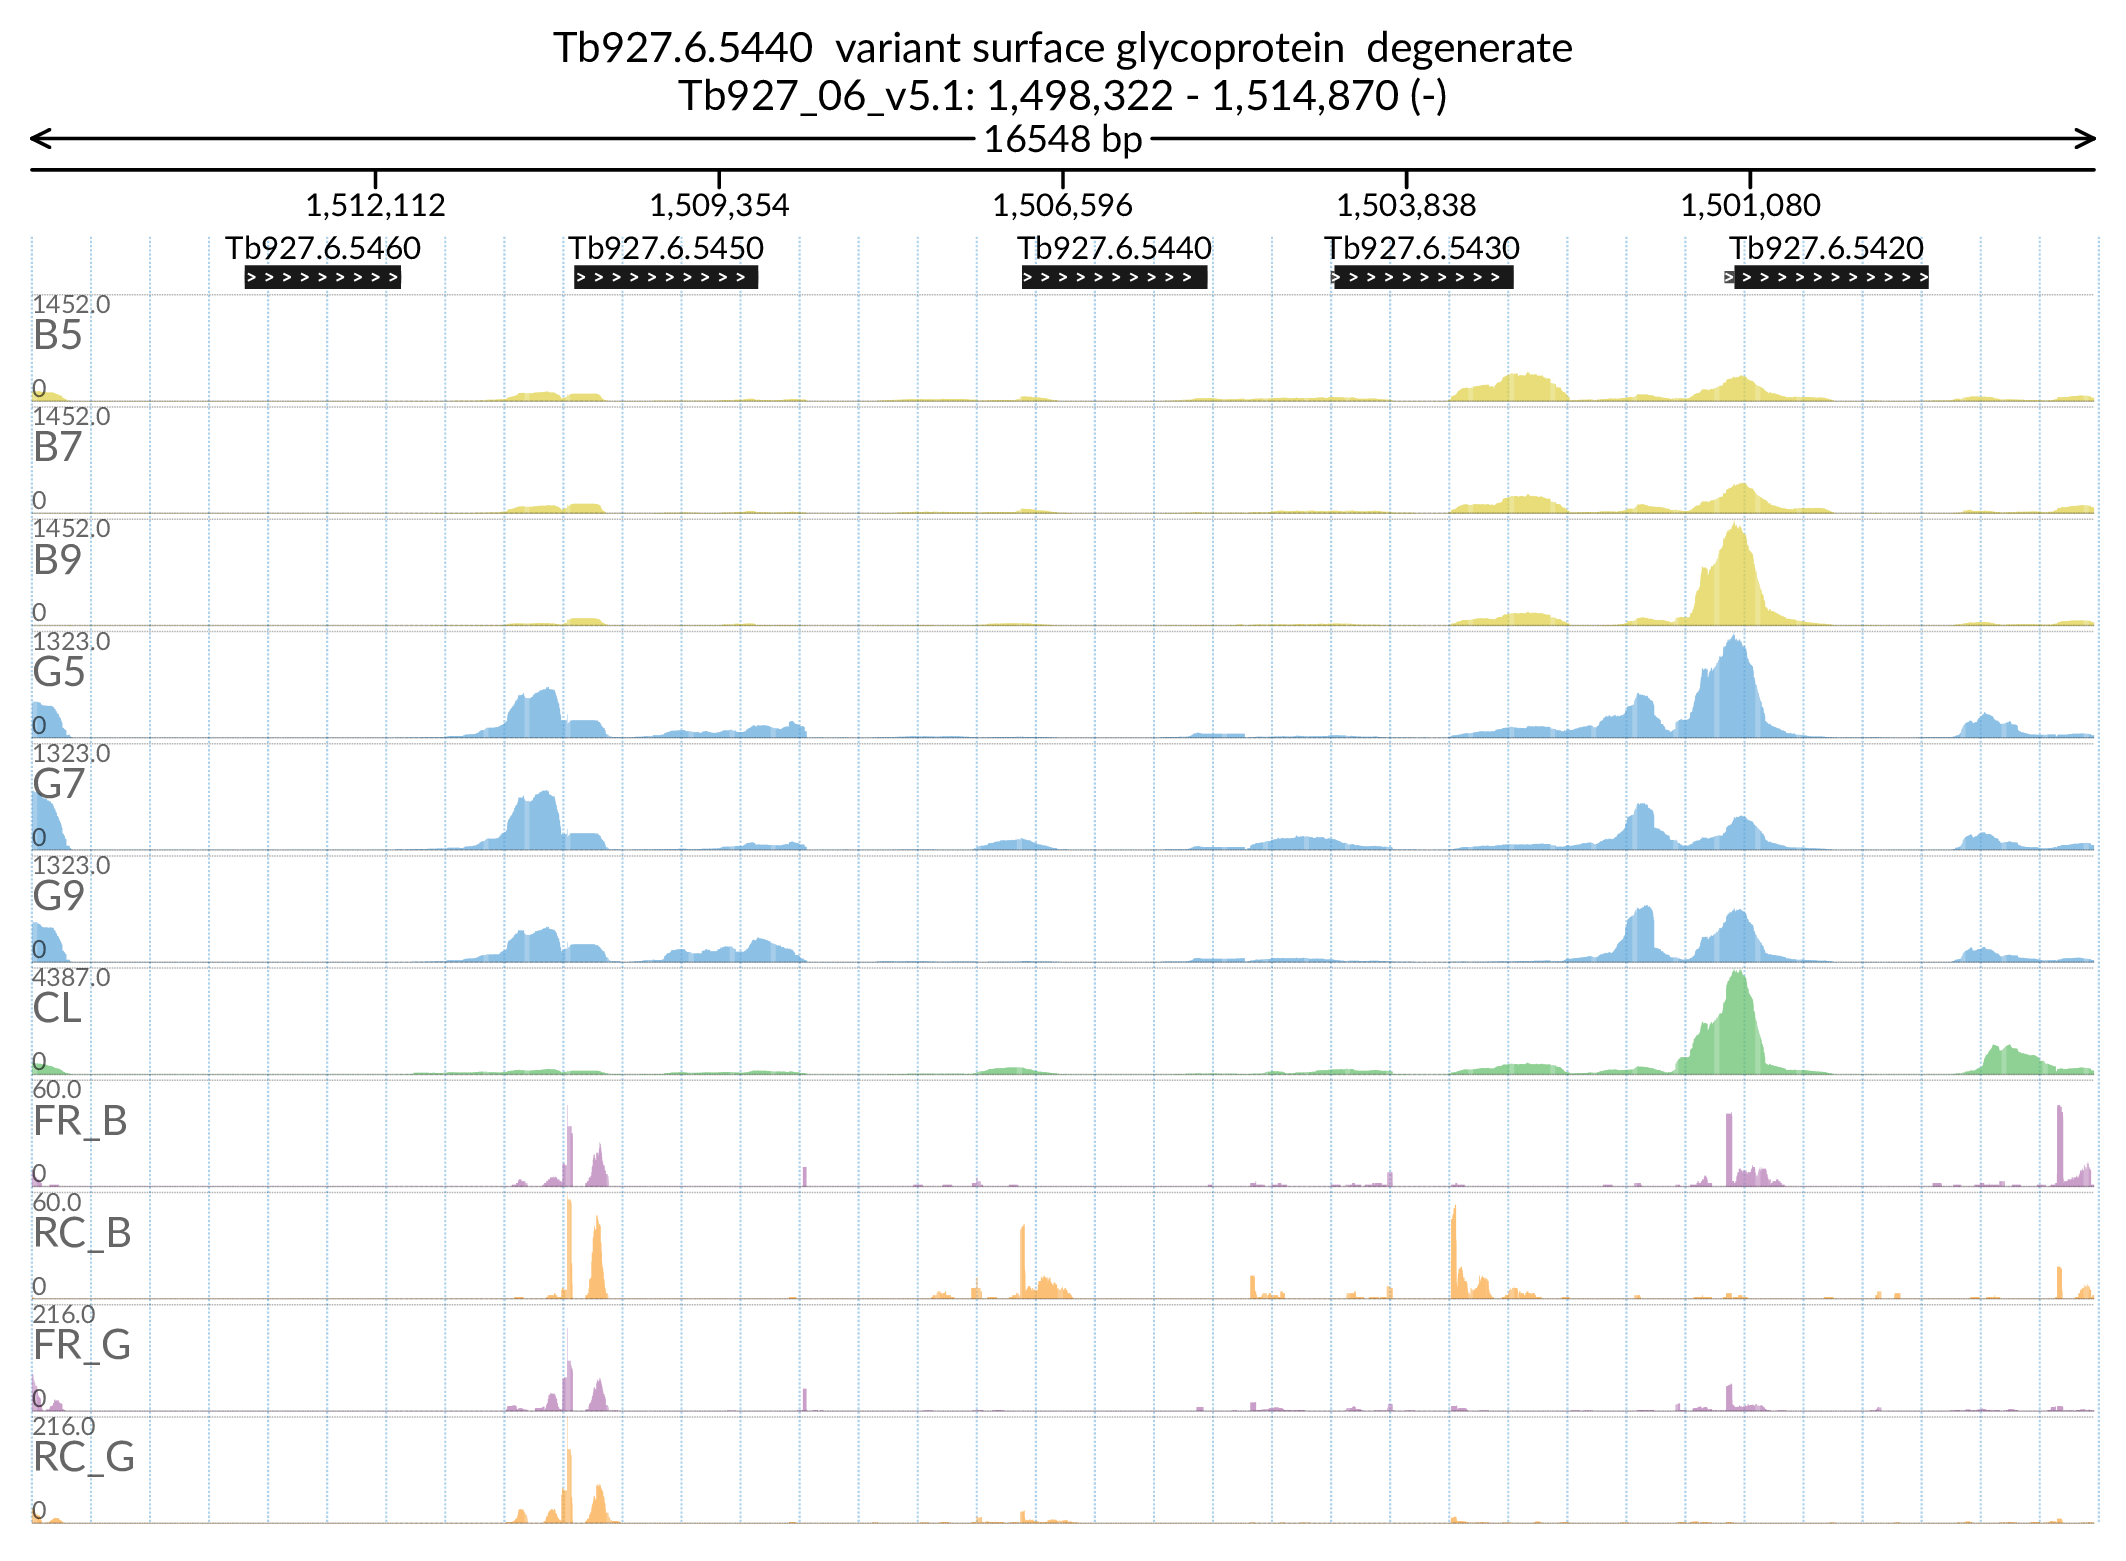 Tb927.6.5440 variant surface glycoprotein degenerate
Tb927_06_v5.1: 1,498,322 - 1,514,870 (-)
16548 bp
1,512,112 1,509,354 1,506,596 1,503,838 1,501,080
Tb927.6.5460 Tb927.6.5450 Tb927.6.5440 Tb927.6.5430 Tb927.6.5420
1452.0
B5
0
1452.0
B7
0
1452.0
B9
0
1323.0
G5
0
1323.0
G7
0
1323.0
G9
0
4387.0
CL
0
60.0
FR_B
0
60.0
RC_B
0
216.0
FR_G
0
216.0
RC_G
0